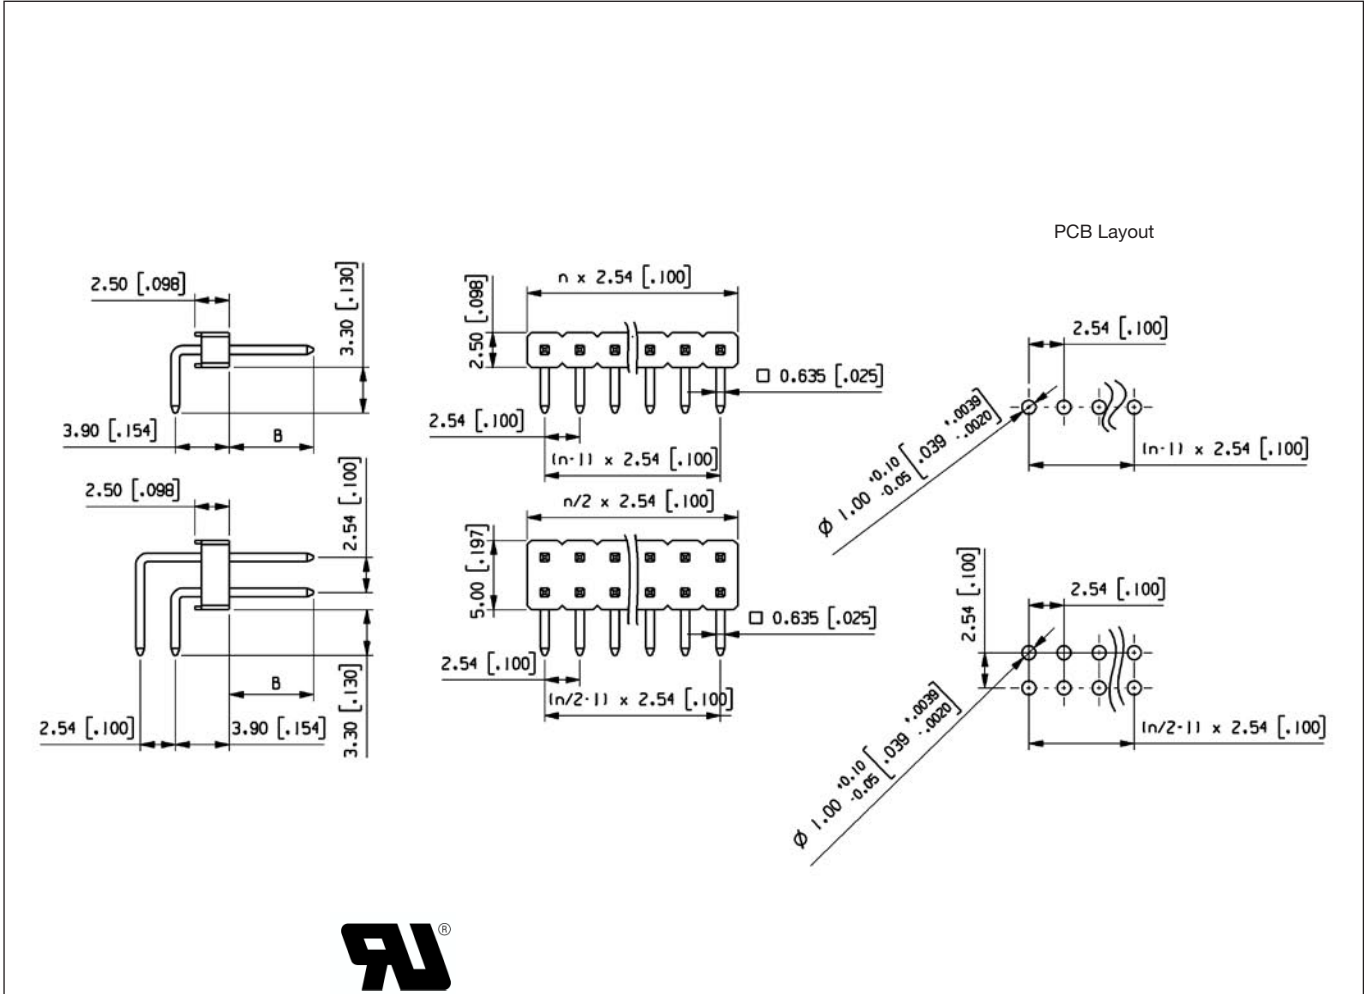 PCB Layout
2.50 [.098]
3.30 [.130]
3.90 [.154]
B
n x 2.54 [.100]
2.50 [.098]
□ 0.635 [.025]
2.54 [.100]
(n-1) x 2.54 [.100]
2.54 [.100]
Ø 1.00 +0.10 -0.05 [.039 +.0039 -.0020]
(n-1) x 2.54 [.100]
2.50 [.098]
2.54 [.100]
B
3.30 [.130]
2.54 [.100]
3.90 [.154]
n/2 x 2.54 [.100]
5.00 [.197]
□ 0.635 [.025]
2.54 [.100]
(n/2-1) x 2.54 [.100]
2.54 [.100]
2.54 [.100]
Ø 1.00 +0.10 -0.05 [.039 +.0039 -.0020]
(n/2-1) x 2.54 [.100]
®